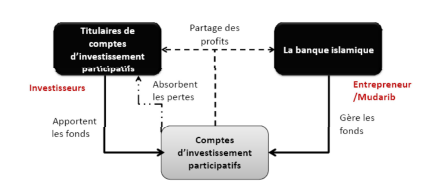 Titulaires de
comptes
d'investissement
participatifs
Partage des
profits
La banque islamique
Investisseurs
Absorbent
les pertes
Entrepreneur
/Mudarib
Apportent
les fonds
Gère les
fonds
Comptes
d'investissement
participatifs